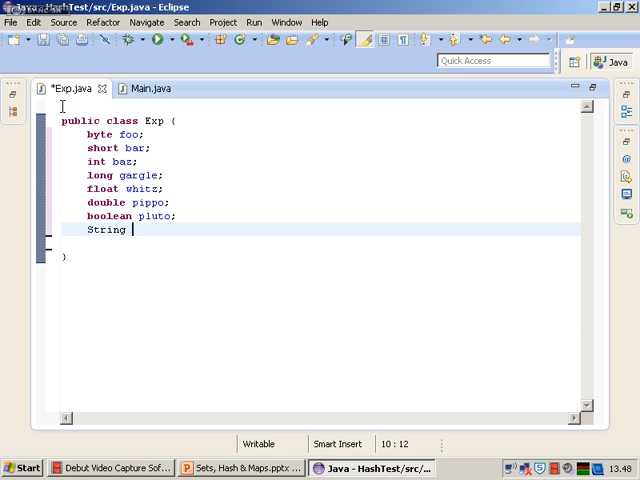 Java - HashTest/src/Exp.java - Eclipse
File Edit Source Refactor Navigate Search Project Run Window Help
Quick Access
Java
*Exp.java Main.java
public class Exp {
byte foo;
short bar;
int baz;
long gargle;
float whitz;
double pippo;
boolean pluto;
String
}
Writable Smart Insert 10 : 12
Start Debut Video Capture Sof... Sets, Hash & Maps.pptx ... Java - HashTest/src/... 13.48